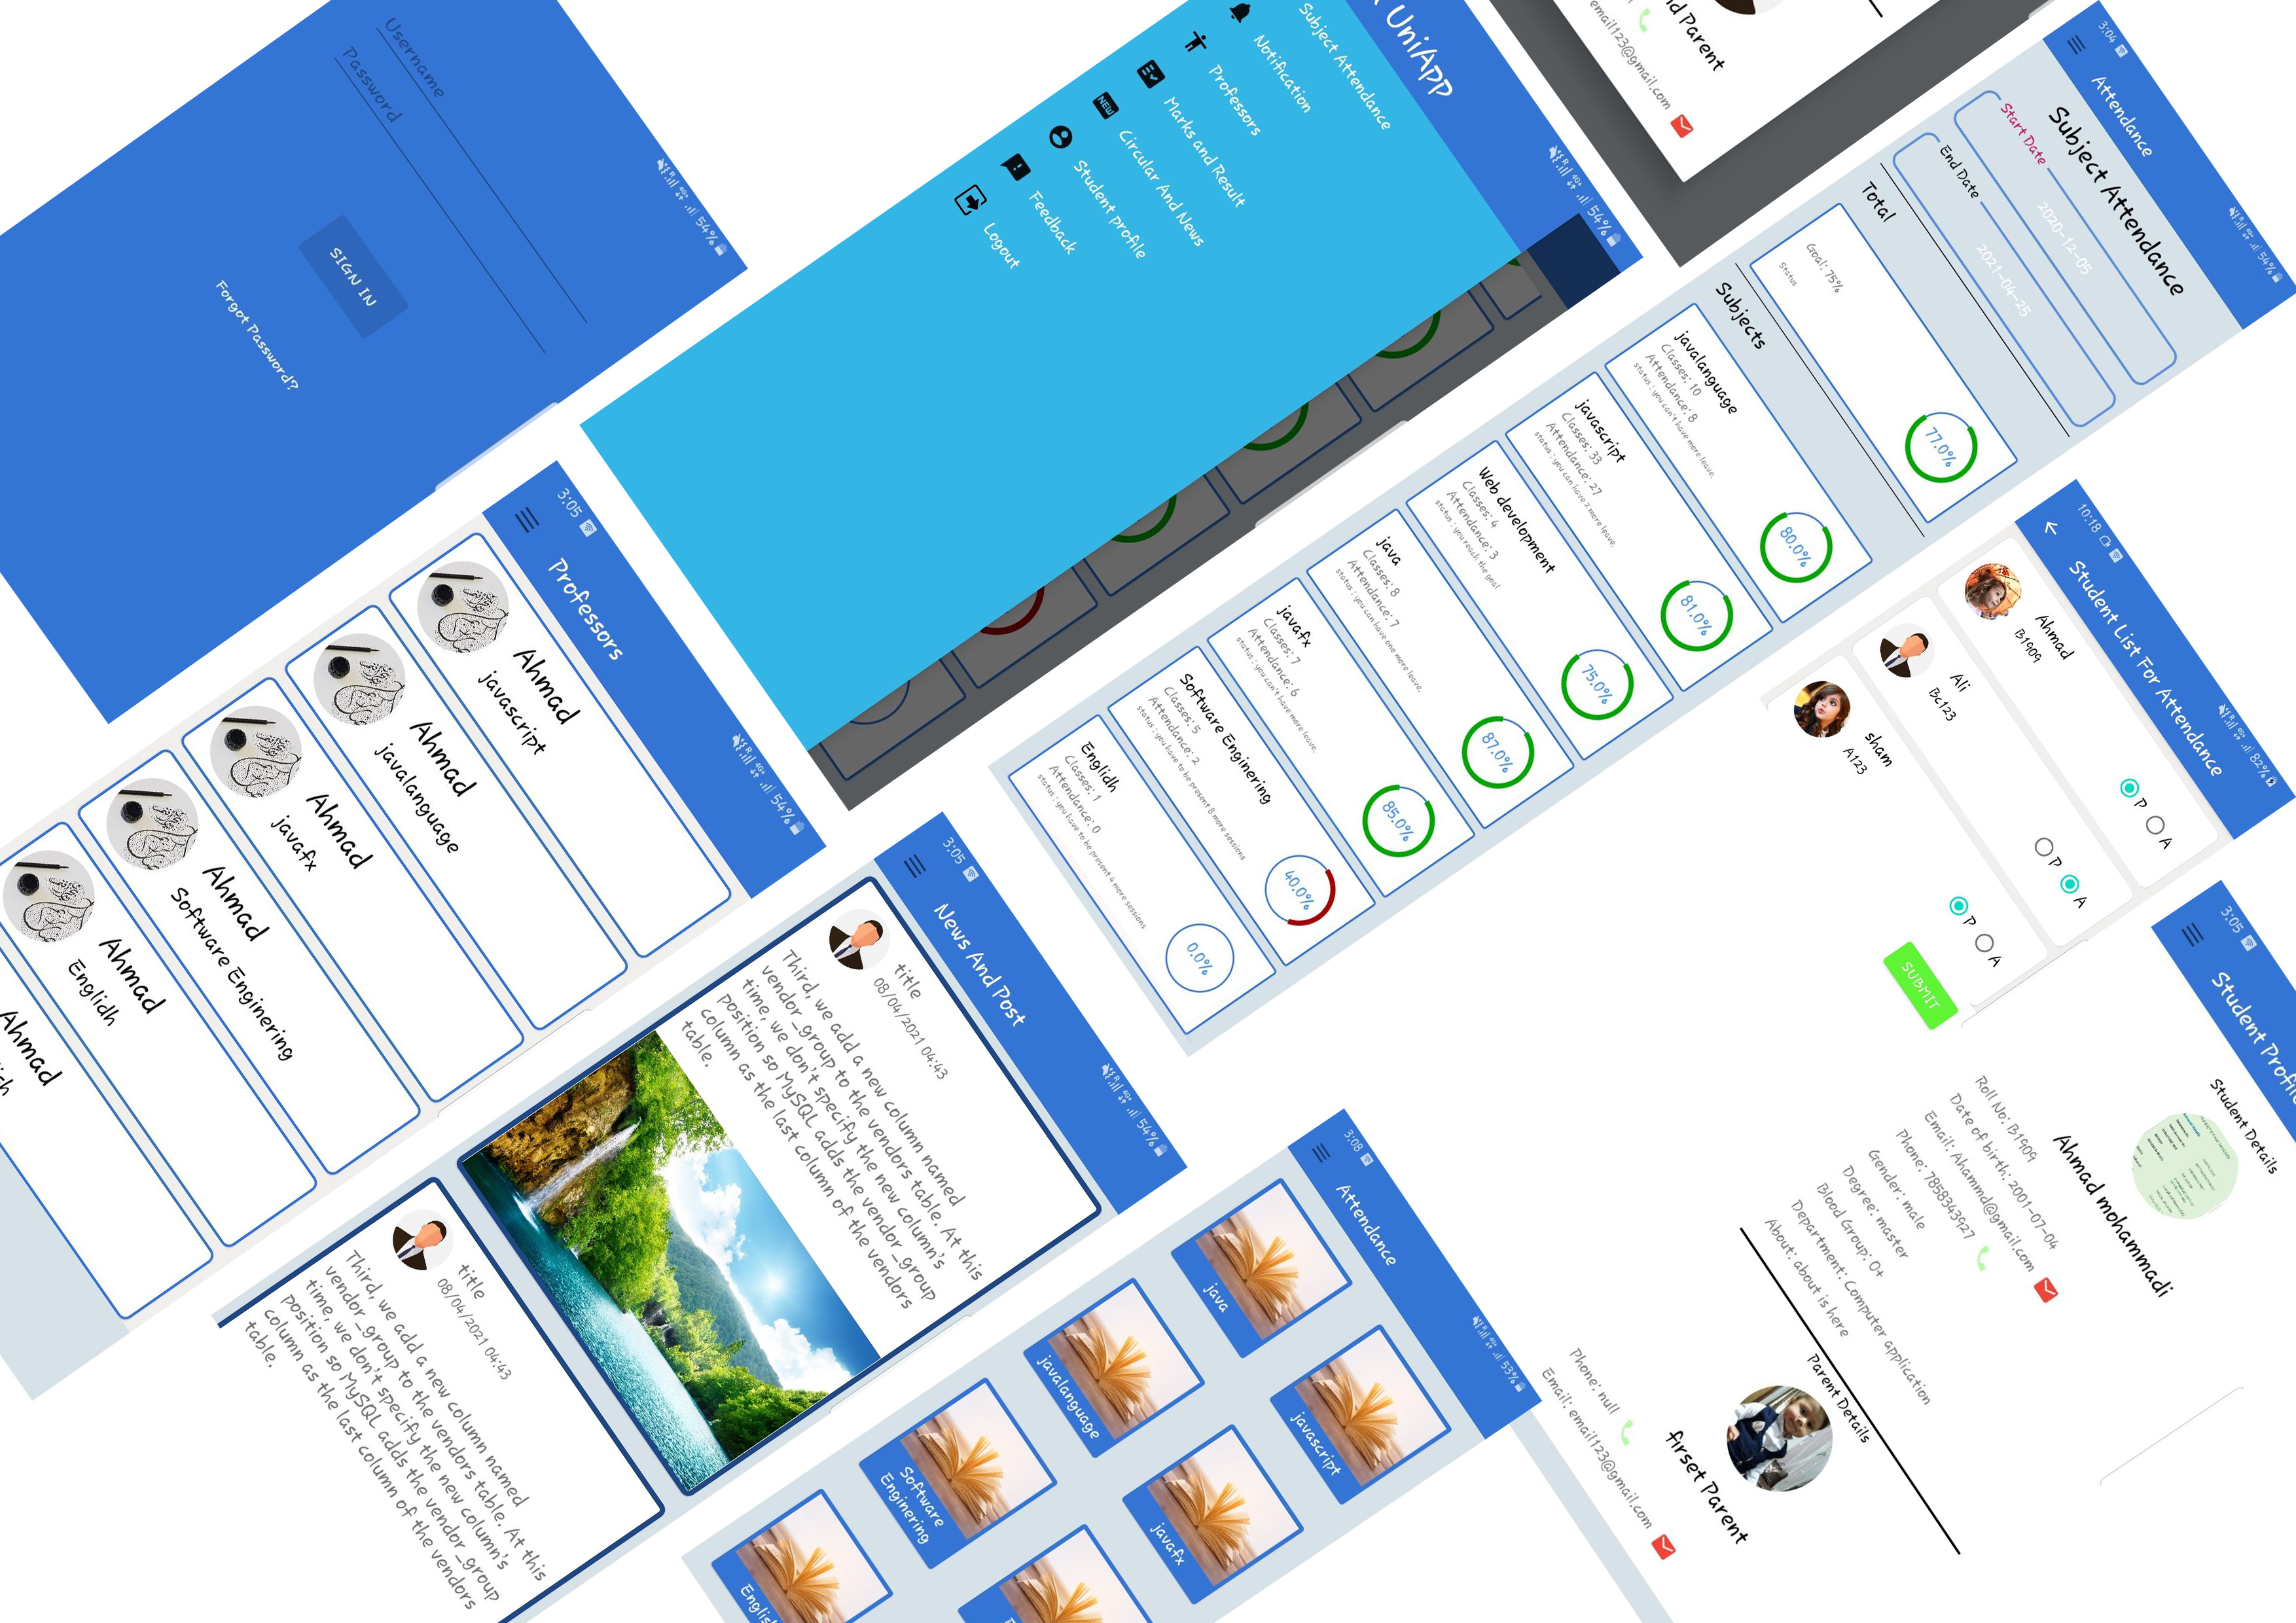 Username
Password
SIGN IN
Forgot Password?
54%
UniAPP
54%
Subject Attendance
Notification
Professors
Marks and Result
Circular And News
Student profile
Feedback
Logout
Parent
email123@gmail.com
3:04
54%
Attendance
Subject Attendance
Start Date
2020-12-05
End Date
2021-04-25
Total
Goal: 75%
Status
77.0%
Subjects
javalanguage
Classes: 10
Attendance: 8
status : you can't have more leave.
80.0%
javascript
Classes: 33
Attendance: 27
status : you can have 2 more leave.
81.0%
Web development
Classes: 4
Attendance: 3
status : you reach the goal
75.0%
java
Classes: 8
Attendance: 7
status : you can have one more leave.
87.0%
javafx
Classes: 7
Attendance: 6
status : you can't have more leave.
85.0%
Software Enginering
Classes: 5
Attendance: 2
status : you have to be present 8 more sessions
40.0%
Englidh
Classes: 1
Attendance: 0
status : you have to be present 4 more sessions
0.0%
3:05
54%
Professors
Ahmad
javascript
Ahmad
javalanguage
Ahmad
javafx
Ahmad
Software Enginering
Ahmad
Englidh
Ahmad
3:05
54%
News And Post
title
08/04/2021 04:43
Third, we add a new column named
vendor_group to the vendors table. At this
time, we don't specify the new column's
position so MySQL adds the vendor_group
column as the last column of the vendors
table.
title
08/04/2021 04:43
Third, we add a new column named
vendor_group to the vendors table. At this
time, we don't specify the new column's
position so MySQL adds the vendor_group
column as the last column of the vendors
table.
3:08
53%
Attendance
java
javascript
javalanguage
javafx
Software
Enginering
10:18
82%
Student List For Attendance
Ahmad
B1909
P
A
Ali
Bc123
P
A
sham
A123
P
A
SUBMIT
3:05
Student Profile
Student Details
Ahmad mohammadi
Roll No: B1909
Date of birth: 2001-07-04
Email: Ahammd@gmail.com
Phone: 7858343927
Gender: male
Degree: master
Blood Group: O+
Department: Computer application
About: about is here
Parent Details
firset Parent
Phone: null
Email: email123@gmail.com